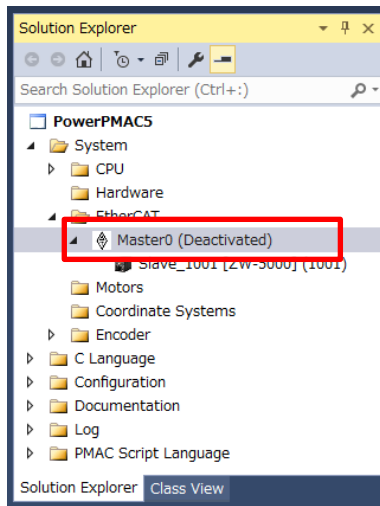 Solution Explorer
Search Solution Explorer (Ctrl+:)
PowerPMAC5
System
CPU
Hardware
EtherCAT
Master0 (Deactivated)
Slave_1001 [ZW-5000] (1001)
Motors
Coordinate Systems
Encoder
C Language
Configuration
Documentation
Log
PMAC Script Language
Solution Explorer Class View